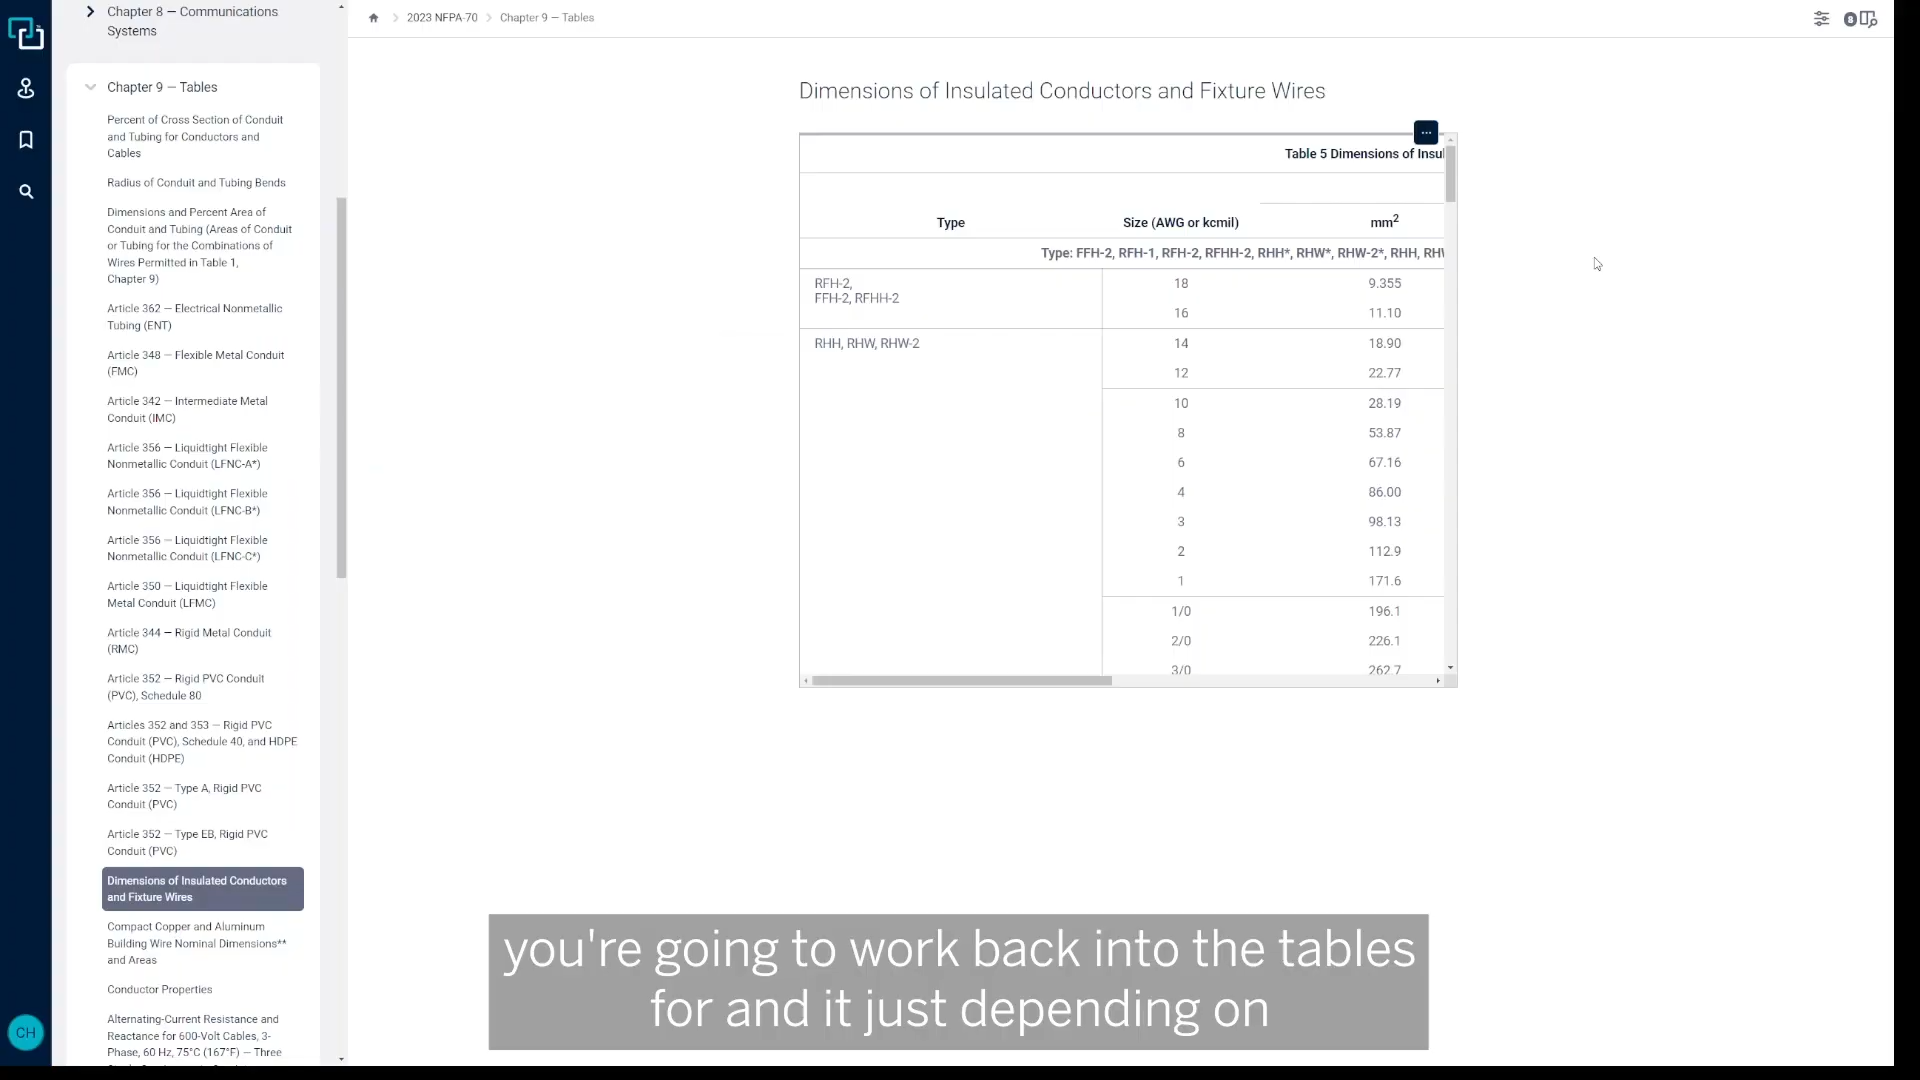 Chapter 8 — Communications
Systems
Chapter 9 — Tables
Percent of Cross Section of Conduit
and Tubing for Conductors and
Cables
Radius of Conduit and Tubing Bends
Dimensions and Percent Area of
Conduit and Tubing (Areas of Conduit
or Tubing for the Combinations of
Wires Permitted in Table 1,
Chapter 9)
Article 362 — Electrical Nonmetallic
Tubing (ENT)
Article 348 — Flexible Metal Conduit
(FMC)
Article 342 — Intermediate Metal
Conduit (IMC)
Article 356 — Liquidtight Flexible
Nonmetallic Conduit (LFNC-A*)
Article 356 — Liquidtight Flexible
Nonmetallic Conduit (LFNC-B*)
Article 356 — Liquidtight Flexible
Nonmetallic Conduit (LFNC-C*)
Article 350 — Liquidtight Flexible
Metal Conduit (LFMC)
Article 344 — Rigid Metal Conduit
(RMC)
Article 352 — Rigid PVC Conduit
(PVC), Schedule 80
Articles 352 and 353 — Rigid PVC
Conduit (PVC), Schedule 40, and HDPE
Conduit (HDPE)
Article 352 — Type A, Rigid PVC
Conduit (PVC)
Article 352 — Type EB, Rigid PVC
Conduit (PVC)
Dimensions of Insulated Conductors
and Fixture Wires
Compact Copper and Aluminum
Building Wire Nominal Dimensions**
and Areas
Conductor Properties
Alternating-Current Resistance and
Reactance for 600-Volt Cables, 3-
Phase, 60 Hz, 75°C (167°F) — Three
CH
2023 NFPA-70 Chapter 9 — Tables
Dimensions of Insulated Conductors and Fixture Wires
Table 5 Dimensions of Insul
Type Size (AWG or kcmil) mm²
Type: FFH-2, RFH-1, RFH-2, RFHH-2, RHH*, RHW*, RHW-2*, RHH, RHW
RFH-2, 18 9.355
FFH-2, RFHH-2
16 11.10
RHH, RHW, RHW-2 14 18.90
12 22.77
10 28.19
8 53.87
6 67.16
4 86.00
3 98.13
2 112.9
1 171.6
1/0 196.1
2/0 226.1
3/0 262.7
you're going to work back into the tables
for and it just depending on